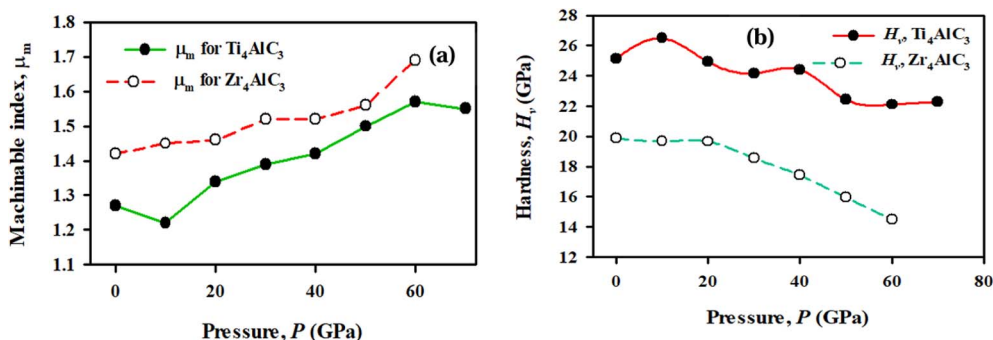 1.8
1.7
1.6
1.5
1.4
1.3
1.2
1.1
Machinable index, μm
μm for Ti4AlC3
μm for Zr4AlC3
(a)
0
20
40
60
Pressure, P (GPa)
28
26
24
22
20
18
16
14
12
Hardness, Hv (GPa)
(b)
Hv, Ti4AlC3
Hv, Zr4AlC3
0
20
40
60
80
Pressure, P (GPa)